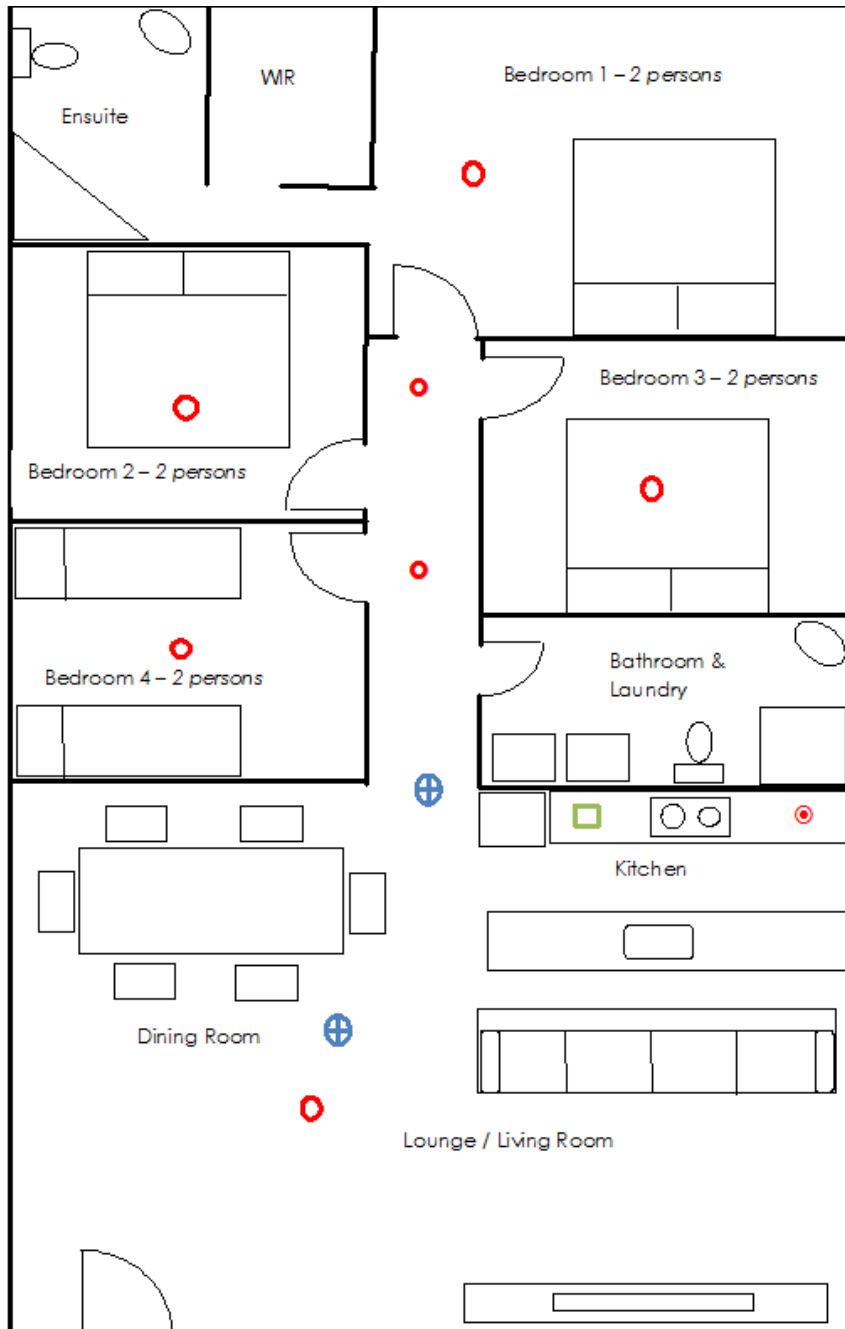 WIR
Bedroom 1 – 2 persons
Ensuite
Bedroom 3 – 2 persons
Bedroom 2 – 2 persons
Bathroom &
Laundry
Bedroom 4 – 2 persons
Kitchen
Dining Room
Lounge / Living Room